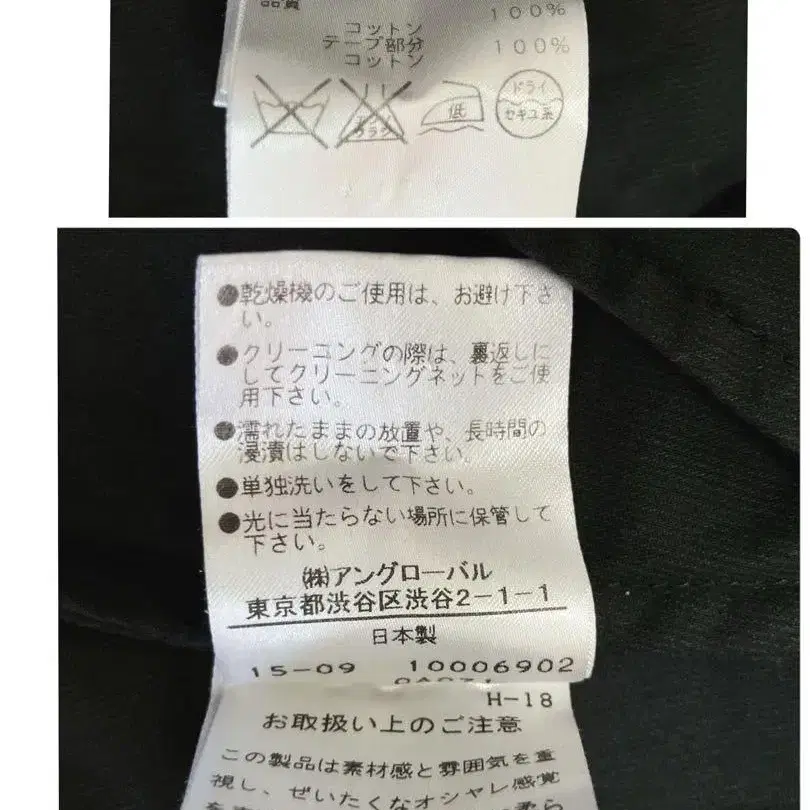 品質
100%
コットン
テープ部分
100%
コットン
低
ドライ
セキユ系
●乾燥機のご使用は、お避け下さ
い。
●クリーニングの際は、裏返しに
してクリーニングネットをご使
用下さい。
●濡れたままの放置や、長時間の
浸漬はしないで下さい。
●単独洗いをして下さい。
●光に当たらない場所に保管して
下さい。
㈱アングローバル
東京都渋谷区渋谷2-1-1
日本製
15-09 10006902
H-18
お取扱い上のご注意
この製品は素材感と雰囲気を重
視し、ぜいたくなオシャレ感覚